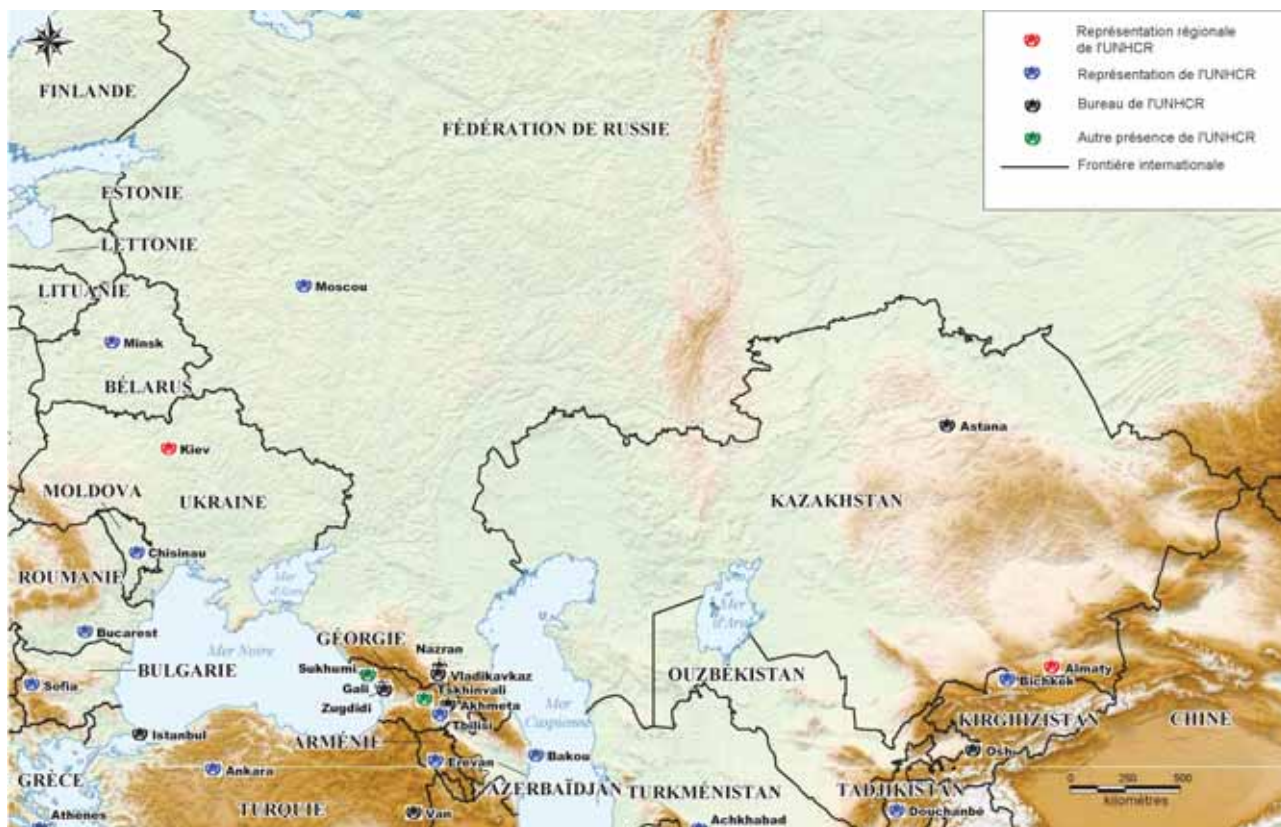 Représentation régionale
de l'UNHCR
Représentation de l'UNHCR
Bureau de l'UNHCR
Autre présence de l'UNHCR
Frontière internationale
FINLANDE
FÉDÉRATION DE RUSSIE
ESTONIE
LETTONIE
LITUANIE
Moscou
Minsk
BÉLARUS
Kiev
Astana
MOLDOVA
UKRAINE
KAZAKHSTAN
Chisinau
ROUMANIE
Mer
d'Azov
Mer
d'Aral
Bucarest
Mer Noire
GÉORGIE
Nazran
BULGARIE
Sukhumi
Vladikavkaz
OUZBÉKISTAN
Almaty
Bichkek
Sofia
Gali
Tskhinvali
Zugdidi
Akhmeta
Tbilisi
Mer
Caspienne
KIRGHIZISTAN
CHINE
Istanbul
ARMÉNIE
Osh
Erevan
Bakou
Ankara
GRÈCE
AZERBAÏDJAN
TURKMÉNISTAN
TADJIKISTAN
0 250 500
kilomètres
TURQUIE
Van
Douchanbé
Athènes
Achkhabad